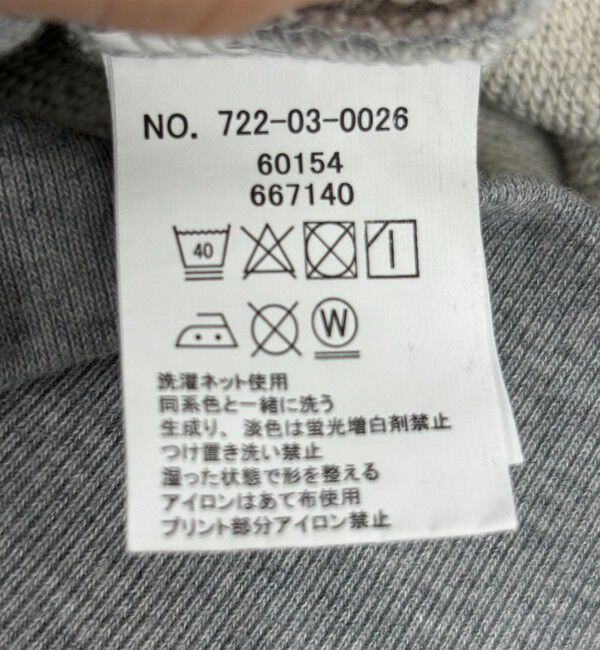 NO. 722-03-0026
60154
667140
40
W
洗濯ネット使用
同系色と一緒に洗う
生成り、淡色は蛍光増白剤禁止
つけ置き洗い禁止
湿った状態で形を整える
アイロンはあて布使用
プリント部分アイロン禁止